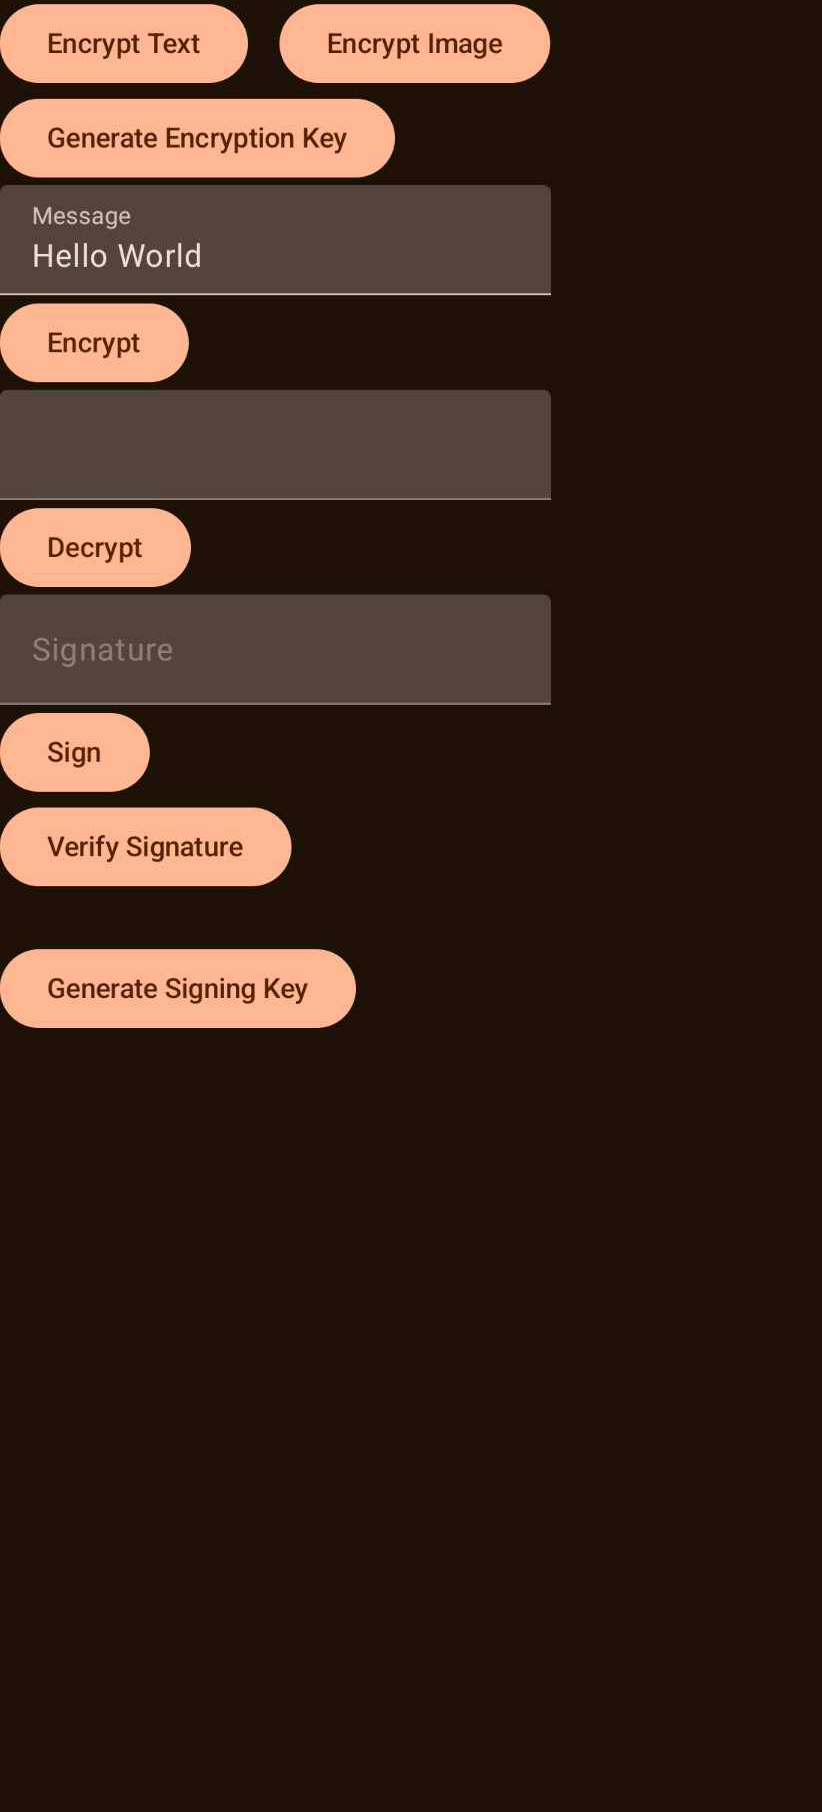 Encrypt Text Encrypt Image
Generate Encryption Key
Message
Hello World
Encrypt
Decrypt
Signature
Sign
Verify Signature
Generate Signing Key